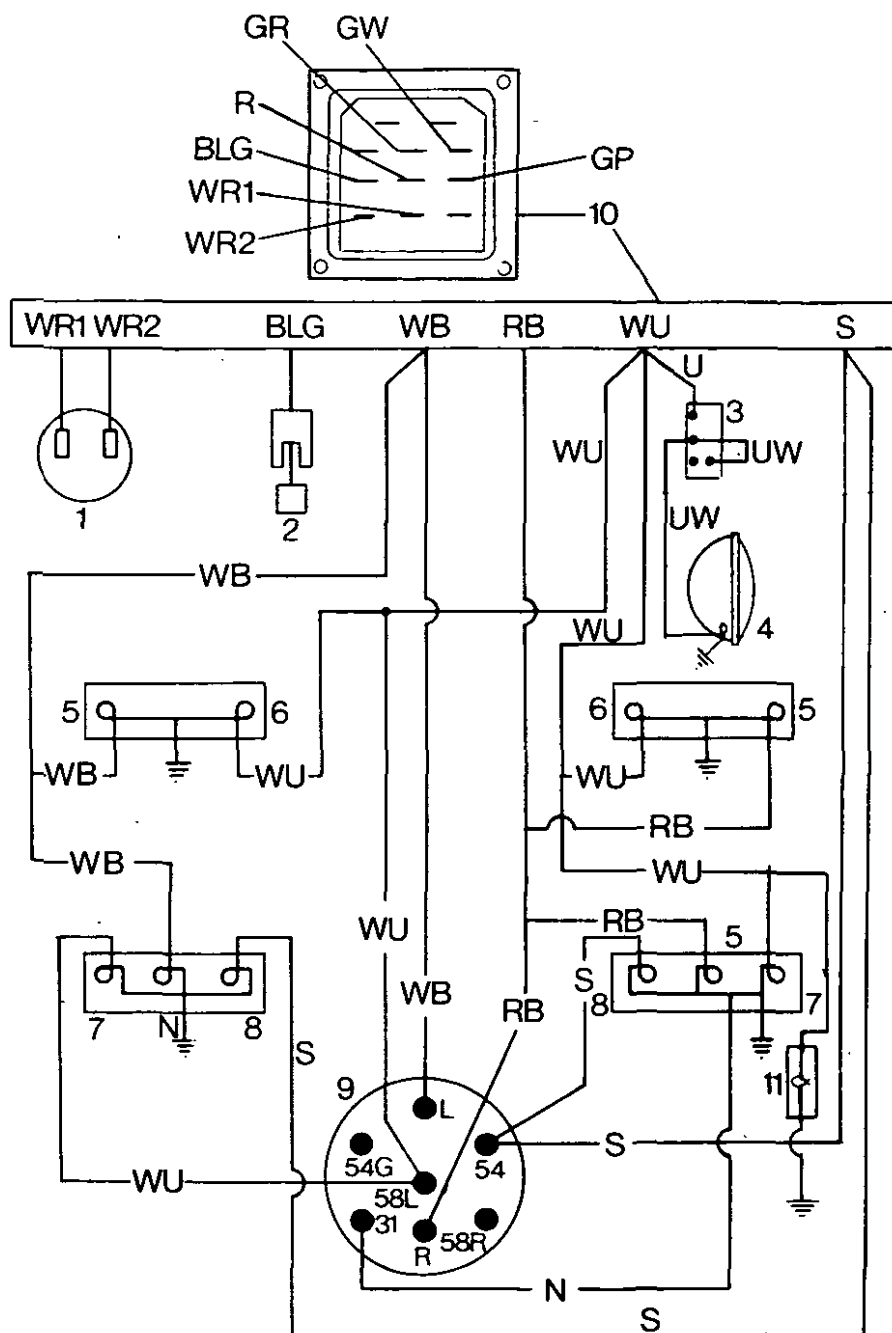 GR GW
R
BLG GP
WR1
10
WR2
WR1 WR2 BLG WB RB WU S
U
3
WU UW
1 2
UW
WB
WU 4
5 6 6 5
WB WU WU
RB
WB WU
WU RB 5
S
WB RB
7 N 8 8 7
S
9 11
L
54G 54 S
WU 58L
31 58R
R
N
S